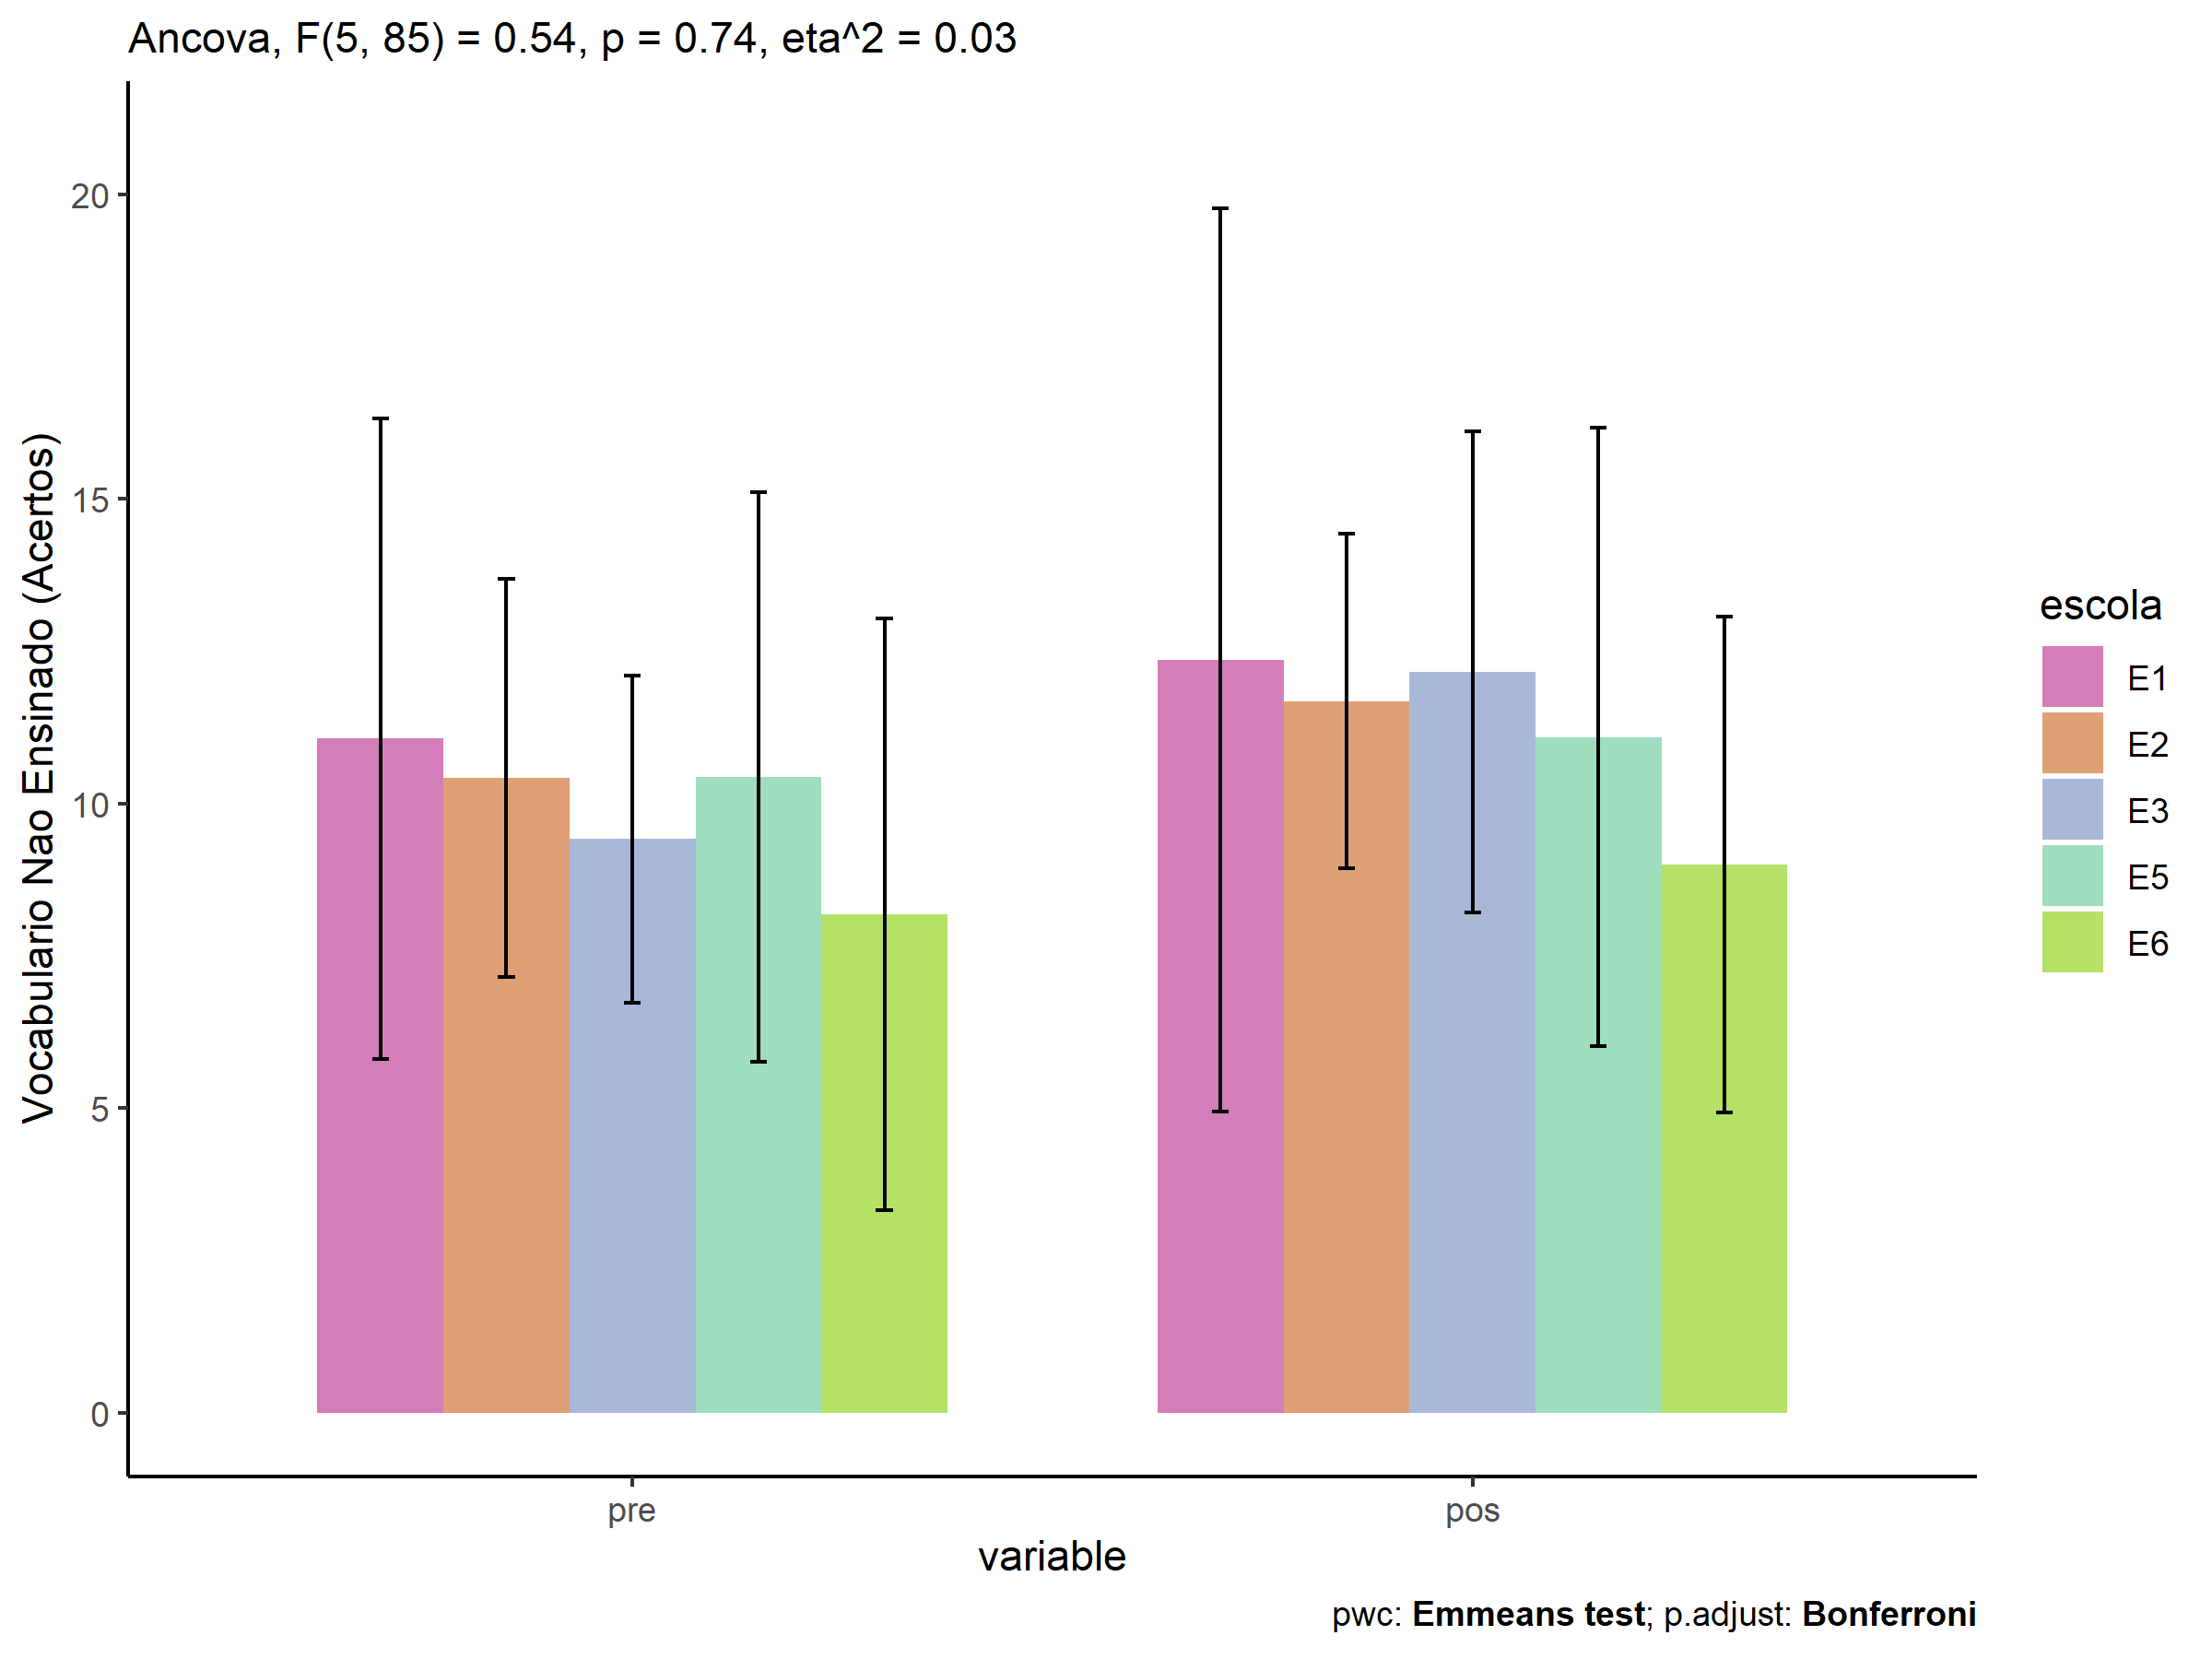 Ancova, F(5, 85) = 0.54, p = 0.74, eta^2 = 0.03
Vocabulario Nao Ensinado (Acertos)
20
15
10
5
0
pre
pos
variable
escola
E1
E2
E3
E5
E6
pwc: Emmeans test; p.adjust: Bonferroni